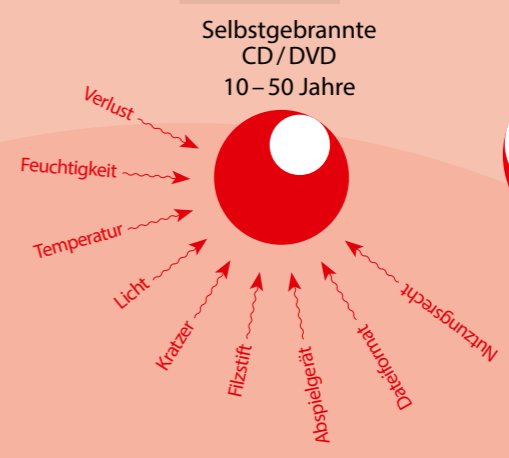 Selbstgebrannte
CD / DVD
10 – 50 Jahre
Verlust
Feuchtigkeit
Temperatur
Licht
Kratzer
Filzstift
Abspielgerät
Dateiformat
Nutzungsrecht